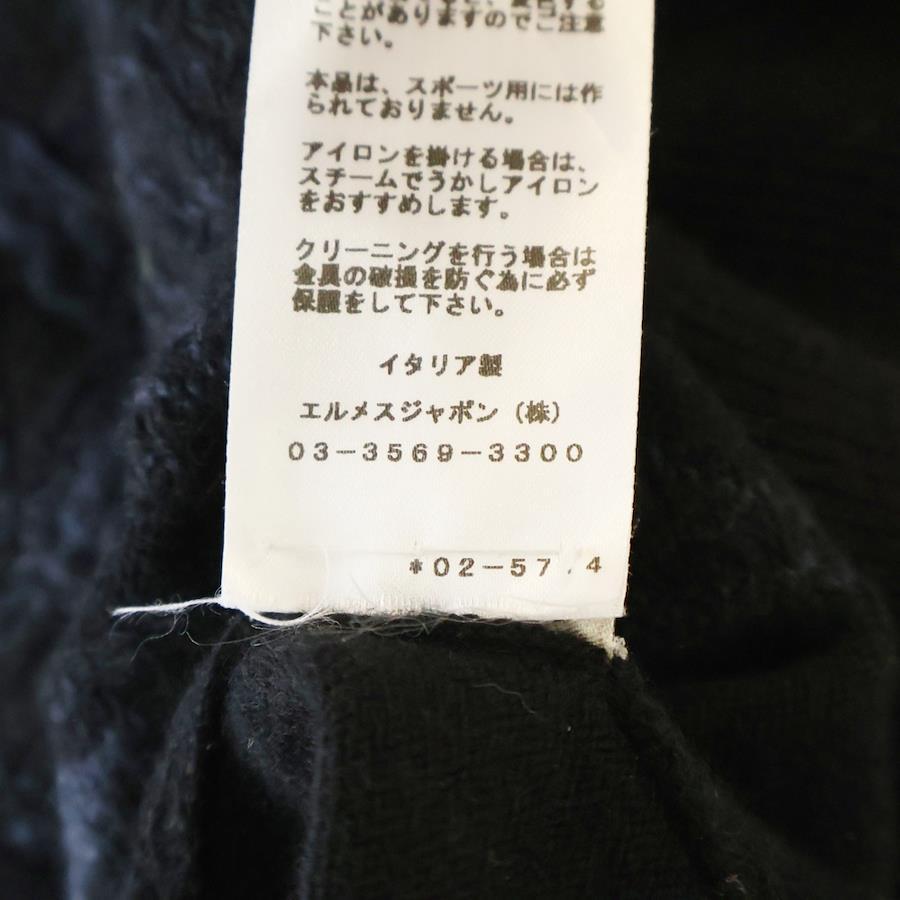 ことがありますのでご注意
下さい。
本品は、スポーツ用には作
られておりません。
アイロンを掛ける場合は、
スチームでうかしアイロン
をおすすめします。
クリーニングを行う場合は
金具の破損を防ぐ為に必ず
保護をして下さい。
イタリア製
エルメスジャポン（株）
03-3569-3300
*02-57.4